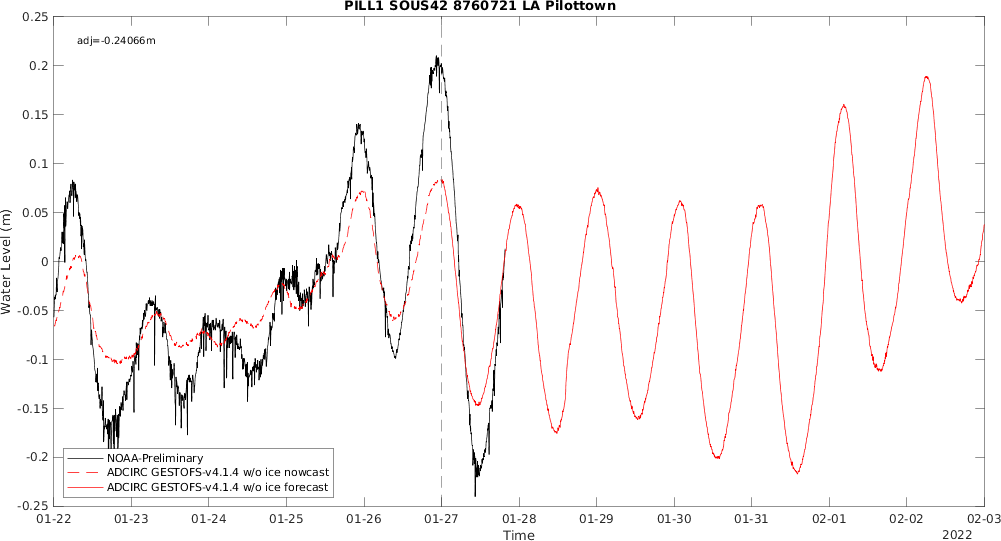 PILL1 SOUS42 8760721 LA Pilottown
adj=-0.24066m
0.25
0.2
0.15
0.1
0.05
0
-0.05
-0.1
-0.15
-0.2
-0.25
Water Level (m)
NOAA-Preliminary
ADCIRC GESTOFS-v4.1.4 w/o ice nowcast
ADCIRC GESTOFS-v4.1.4 w/o ice forecast
01-22 01-23 01-24 01-25 01-26 01-27 01-28 01-29 01-30 01-31 02-01 02-02 02-03
Time
2022